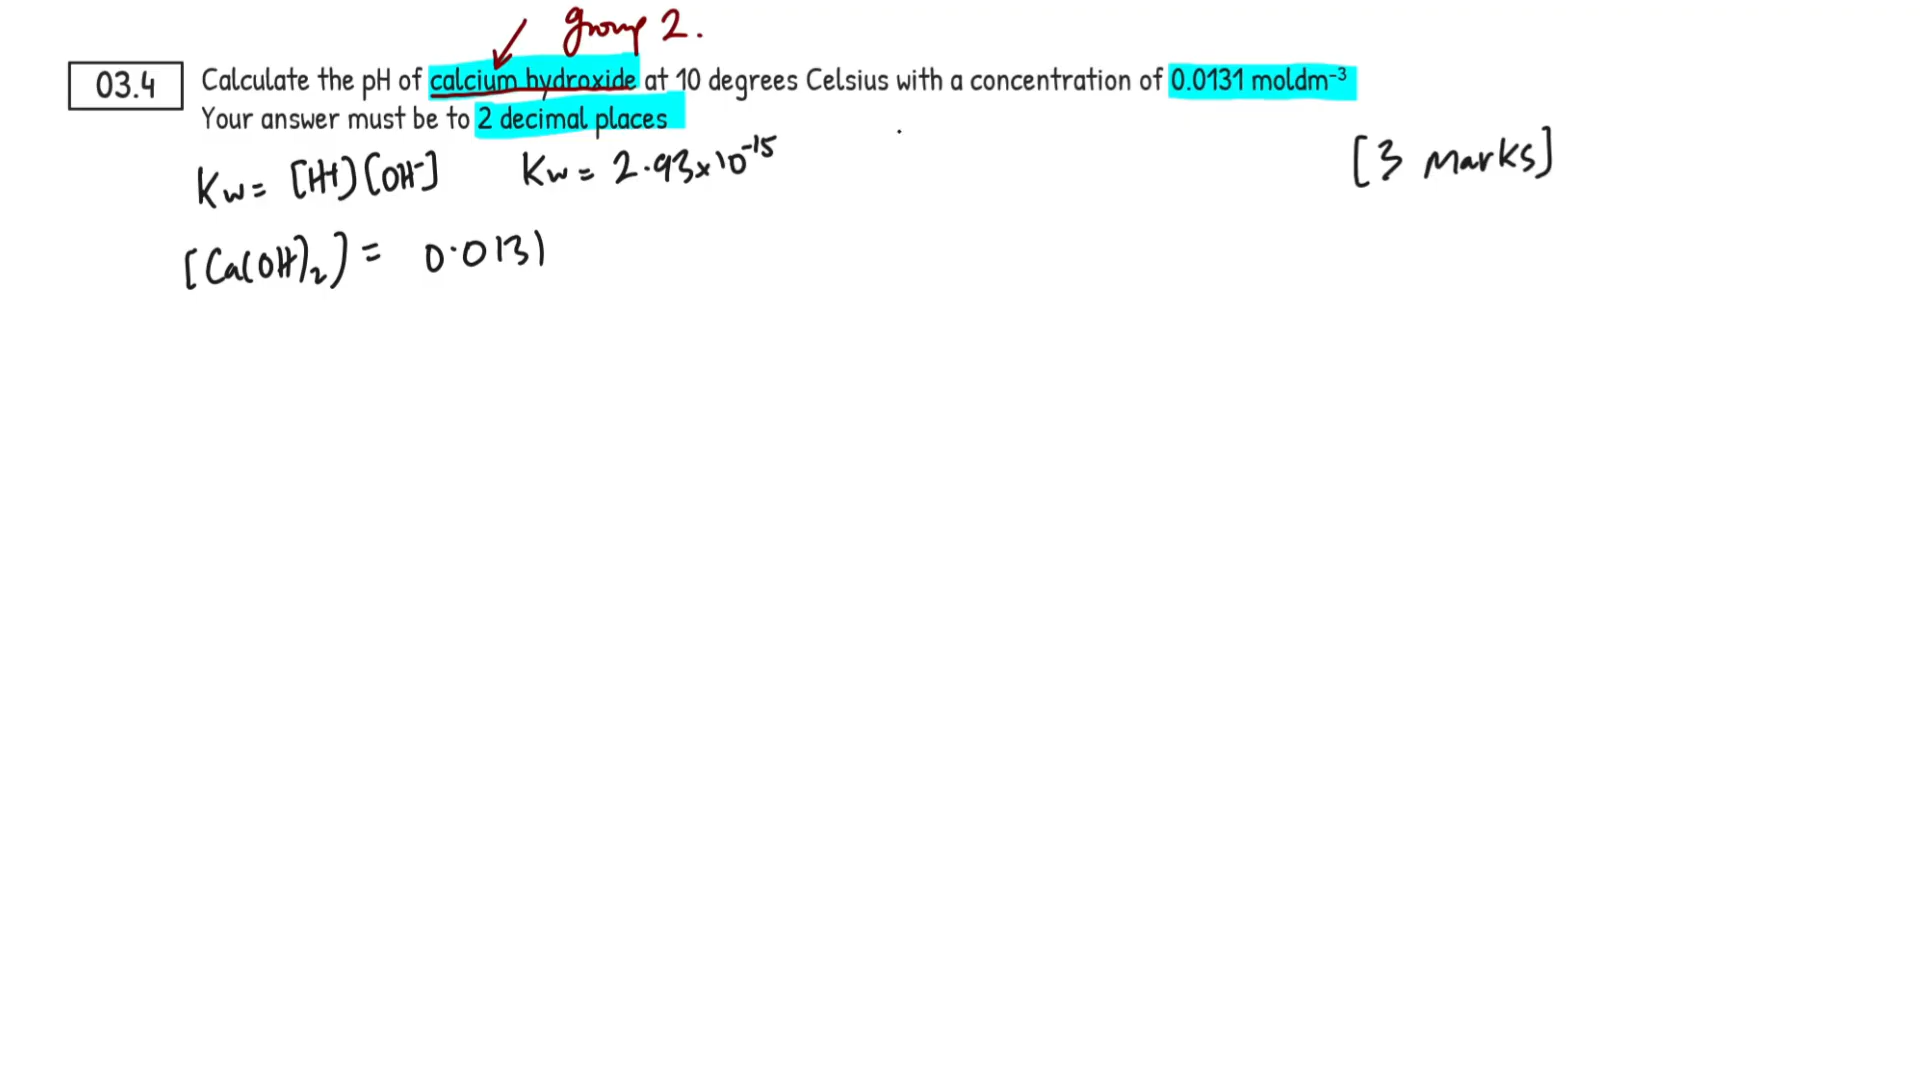 group 2.
03.4 Calculate the pH of calcium hydroxide at 10 degrees Celsius with a concentration of 0.0131 moldm⁻³
Your answer must be to 2 decimal places
[3 marks]
Kw = [H⁺][OH⁻] Kw = 2.93×10⁻¹⁵
[Ca(OH)₂] = 0.0131